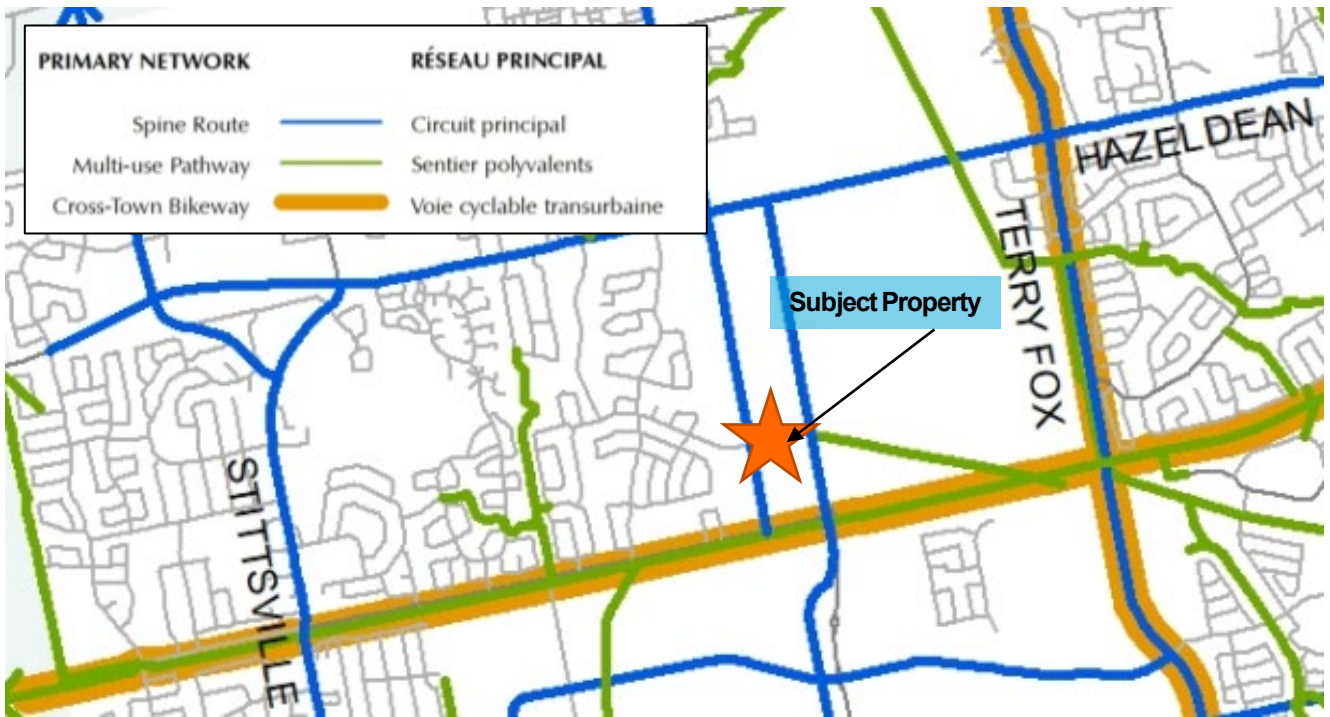 PRIMARY NETWORK RÉSEAU PRINCIPAL
Spine Route Circuit principal
Multi-use Pathway Sentier polyvalents
Cross-Town Bikeway Voie cyclable transurbaine
HAZELDEAN
TERRY FOX
Subject Property
STITTSVILLE